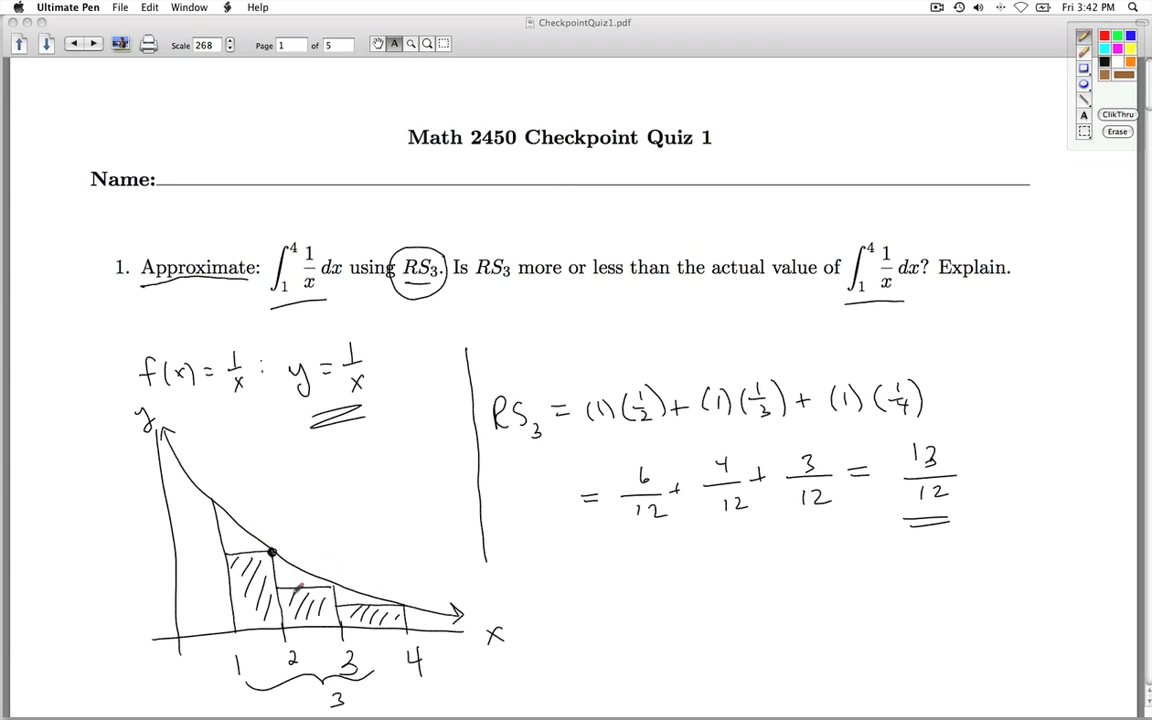 Ultimate Pen File Edit Window Help Fri 3:42 PM
CheckpointQuiz1.pdf
Scale 268 Page 1 of 5 A
A
ClikThru
Erase
Math 2450 Checkpoint Quiz 1
Name:
1. Approximate: ∫₁⁴ 1/x dx using RS₃. Is RS₃ more or less than the actual value of ∫₁⁴ 1/x dx? Explain.
f(x) = 1/x : y = 1/x
RS₃ = (1)(1/2) + (1)(1/3) + (1)(1/4)
= 6/12 + 4/12 + 3/12 = 13/12
y
x
1 2 3 4
3